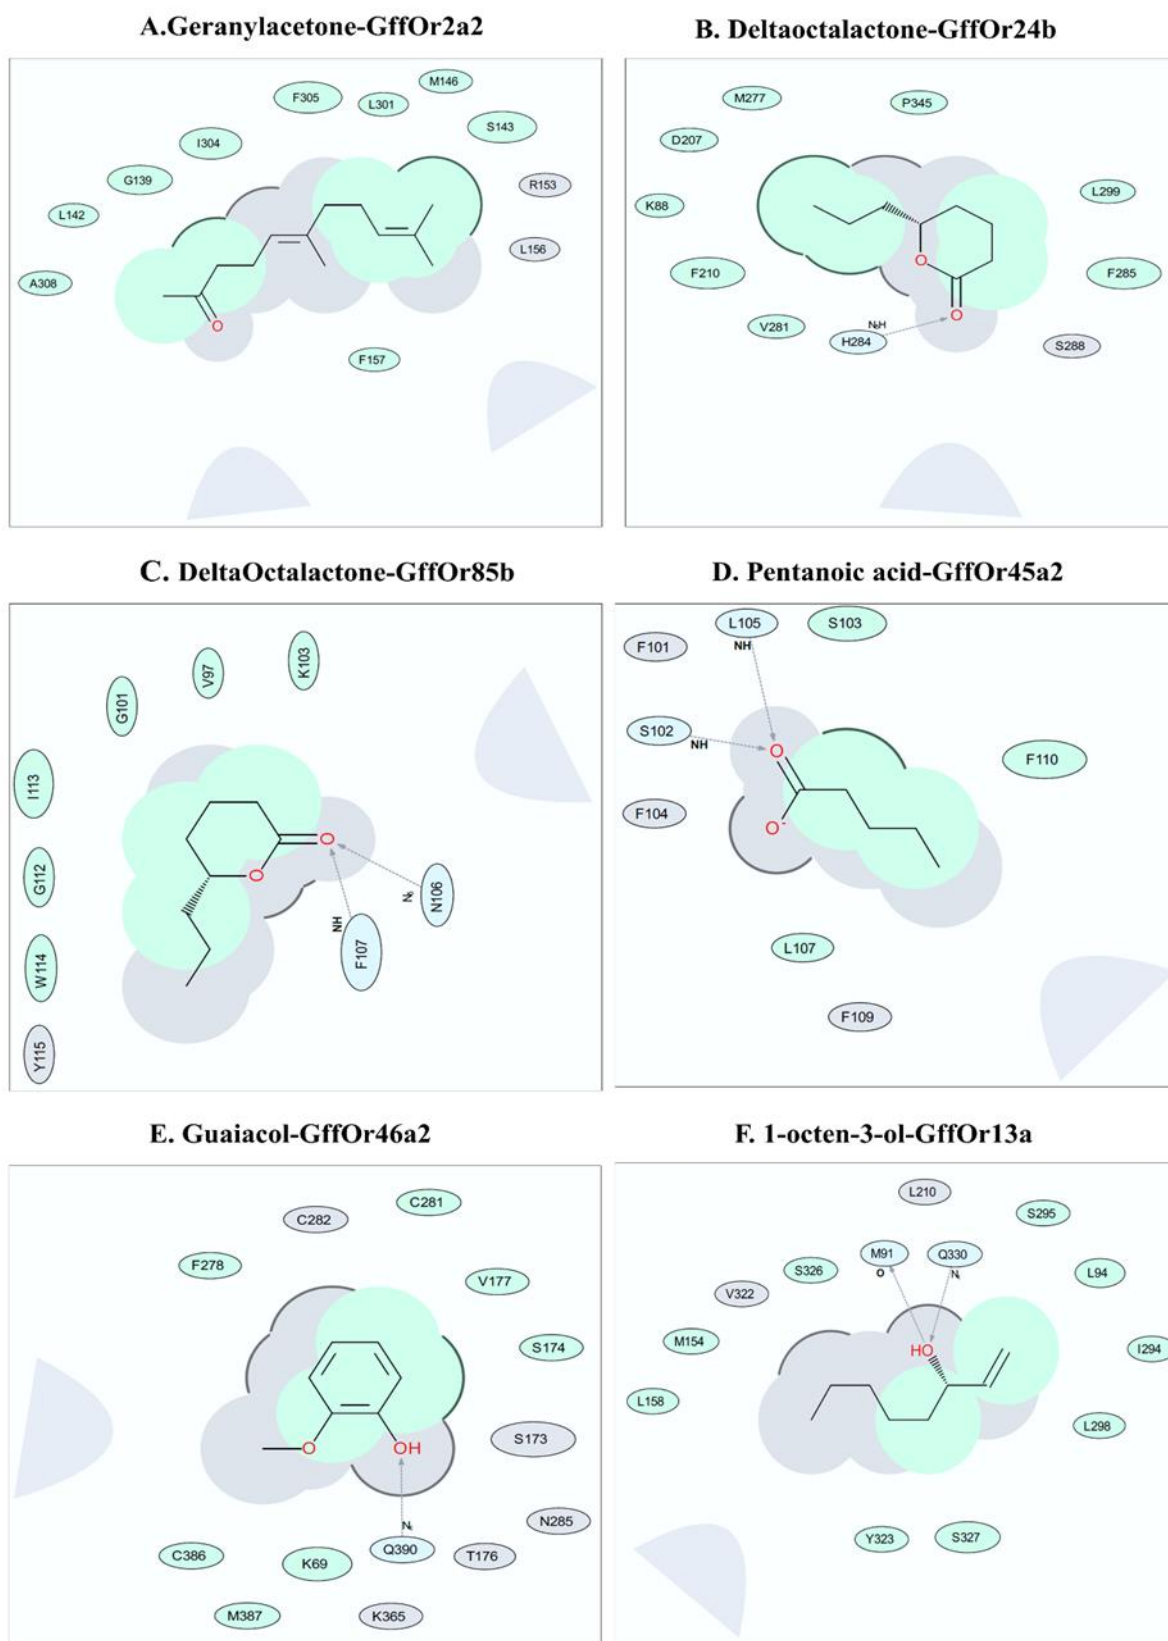 A.Geranylacetone-GffOr2a2
B. Deltaoctalactone-GffOr24b
M146
F305
L301
S143
I304
G139
R153
L142
L156
A308
O
F157
M277
P345
D207
K88
L299
F210
O
F285
V281
N H
H284
O
S288
C. DeltaOctalactone-GffOr85b
D. Pentanoic acid-GffOr45a2
K103
V97
G101
I113
O
G112
O
N106
NH
F107
W114
Y115
L105
S103
F101
NH
S102
NH
O
F110
F104
O-
L107
F109
E. Guaiacol-GffOr46a2
F. 1-octen-3-ol-GffOr13a
C281
C282
F278
V177
S174
S173
O
OH
N285
N
C386
K69
Q390
T176
M387
K365
L210
S295
M91
Q330
O
N
S326
L94
V322
M154
HO
I294
L158
L298
Y323
S327